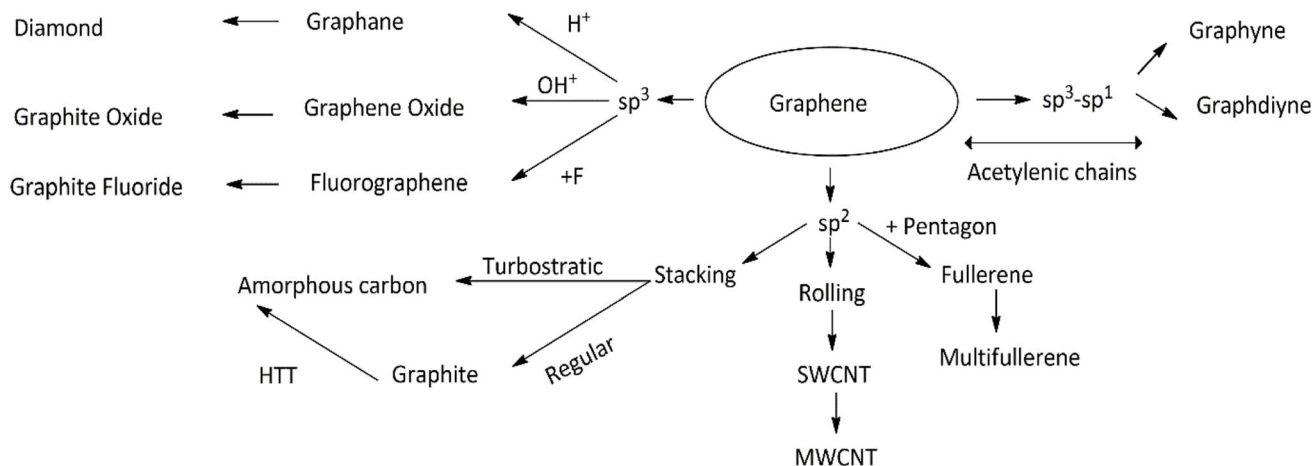 Diamond
Graphane
H⁺
Graphyne
Graphite Oxide
Graphene Oxide
OH⁺
sp³
Graphene
sp³-sp¹
Graphdiyne
Graphite Fluoride
Fluorographene
+F
Acetylenic chains
sp²
+ Pentagon
Amorphous carbon
Turbostratic
Stacking
Rolling
Fullerene
HTT
Graphite
Regular
SWCNT
Multifullerene
MWCNT